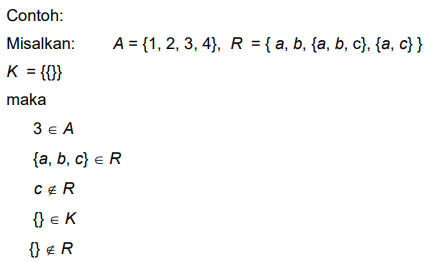 Contoh:
Misalkan: A = {1, 2, 3, 4}, R = { a, b, {a, b, c}, {a, c} }
K = {{}}
maka
3 ∈ A
{a, b, c} ∈ R
c ∉ R
{} ∈ K
{} ∉ R